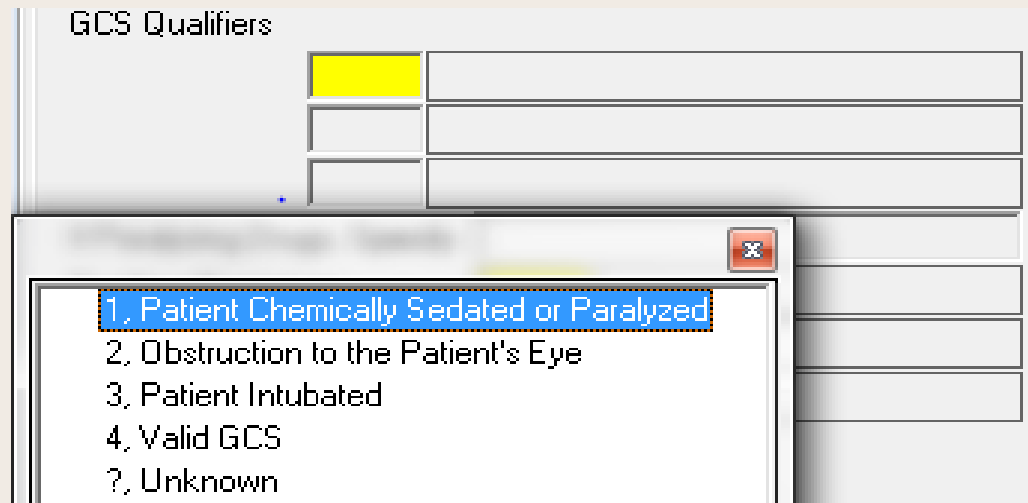 GCS Qualifiers
1, Patient Chemically Sedated or Paralyzed
2, Obstruction to the Patient's Eye
3, Patient Intubated
4, Valid GCS
?, Unknown